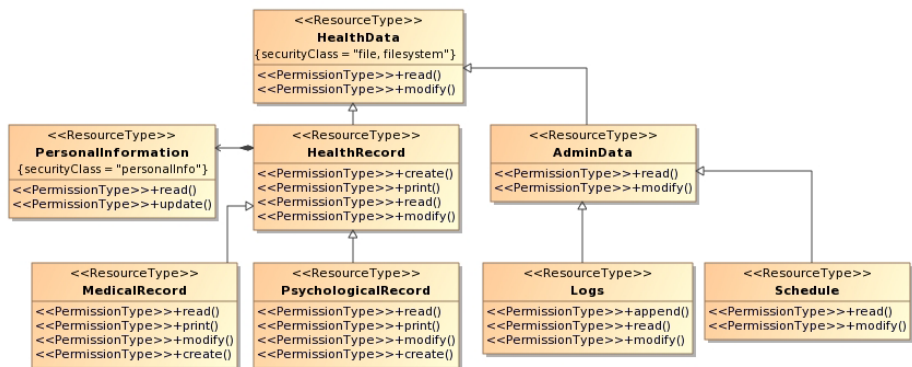 <<ResourceType>>
HealthData
{securityClass = "file, filesystem"}
<<PermissionType>>+read()
<<PermissionType>>+modify()
<<ResourceType>>
PersonalInformation
{securityClass = "personalInfo"}
<<PermissionType>>+read()
<<PermissionType>>+update()
<<ResourceType>>
HealthRecord
<<PermissionType>>+create()
<<PermissionType>>+print()
<<PermissionType>>+read()
<<PermissionType>>+modify()
<<ResourceType>>
AdminData
<<PermissionType>>+read()
<<PermissionType>>+modify()
<<ResourceType>>
MedicalRecord
<<PermissionType>>+read()
<<PermissionType>>+print()
<<PermissionType>>+modify()
<<PermissionType>>+create()
<<ResourceType>>
PsychologicalRecord
<<PermissionType>>+read()
<<PermissionType>>+print()
<<PermissionType>>+modify()
<<PermissionType>>+create()
<<ResourceType>>
Logs
<<PermissionType>>+append()
<<PermissionType>>+read()
<<PermissionType>>+modify()
<<ResourceType>>
Schedule
<<PermissionType>>+read()
<<PermissionType>>+modify()